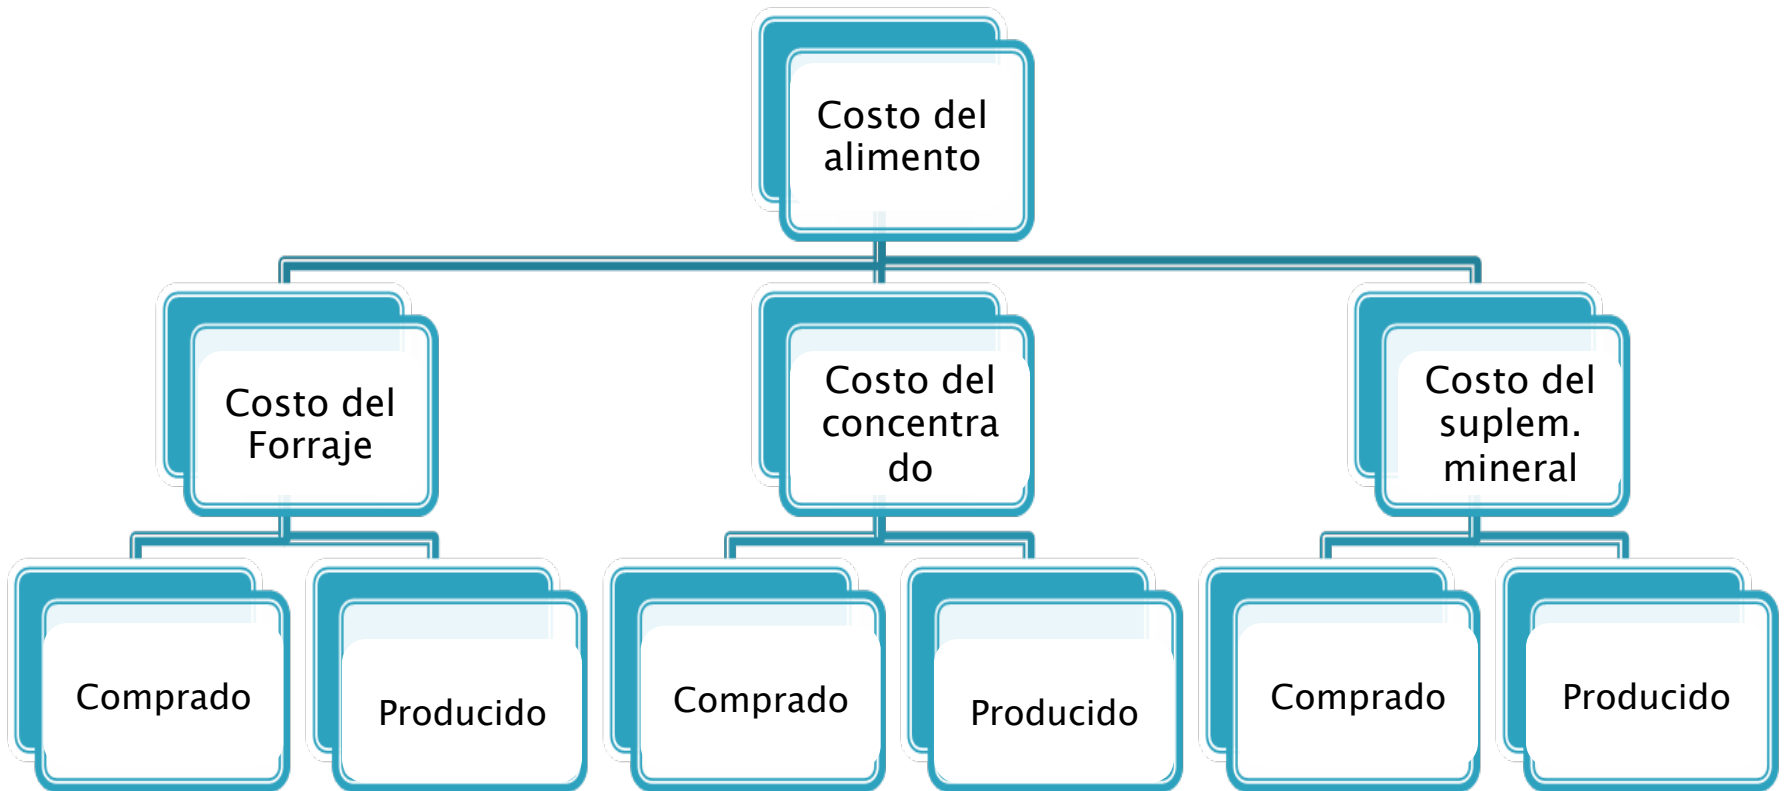 Costo del
alimento
Costo del
Forraje
Costo del
concentra
do
Costo del
suplem.
mineral
Comprado
Producido
Comprado
Producido
Comprado
Producido